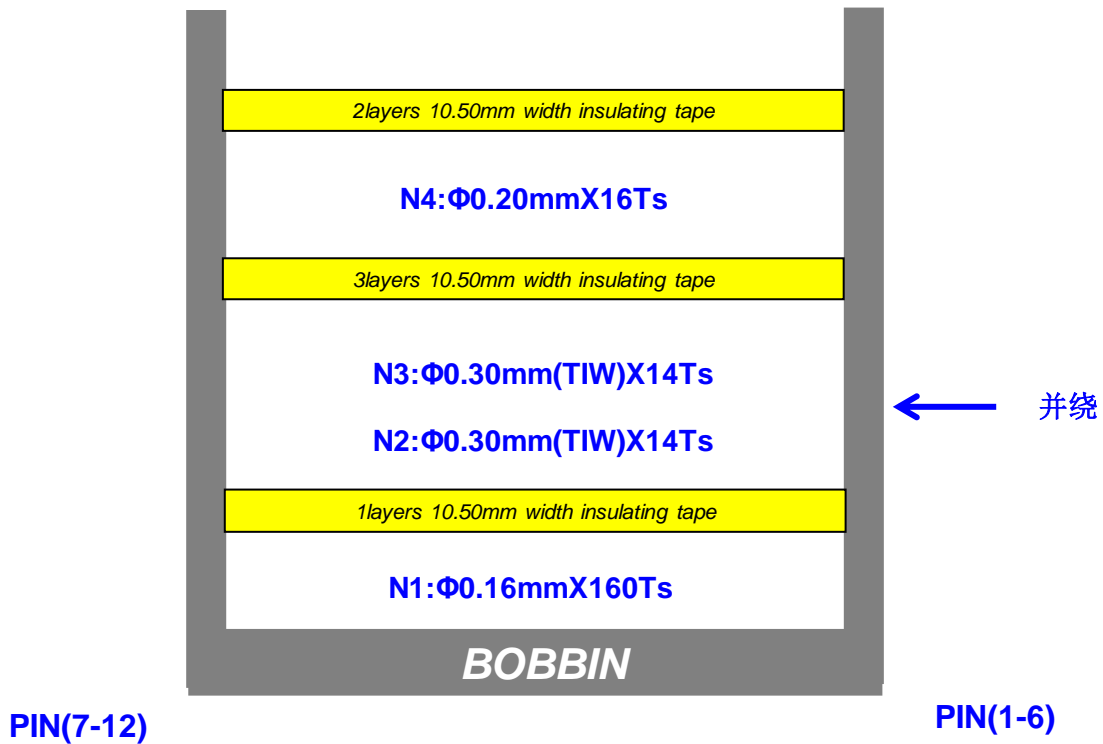 2layers 10.50mm width insulating tape
N4:Φ0.20mmX16Ts
3layers 10.50mm width insulating tape
N3:Φ0.30mm(TIW)X14Ts
并绕
N2:Φ0.30mm(TIW)X14Ts
1layers 10.50mm width insulating tape
N1:Φ0.16mmX160Ts
BOBBIN
PIN(7-12)
PIN(1-6)